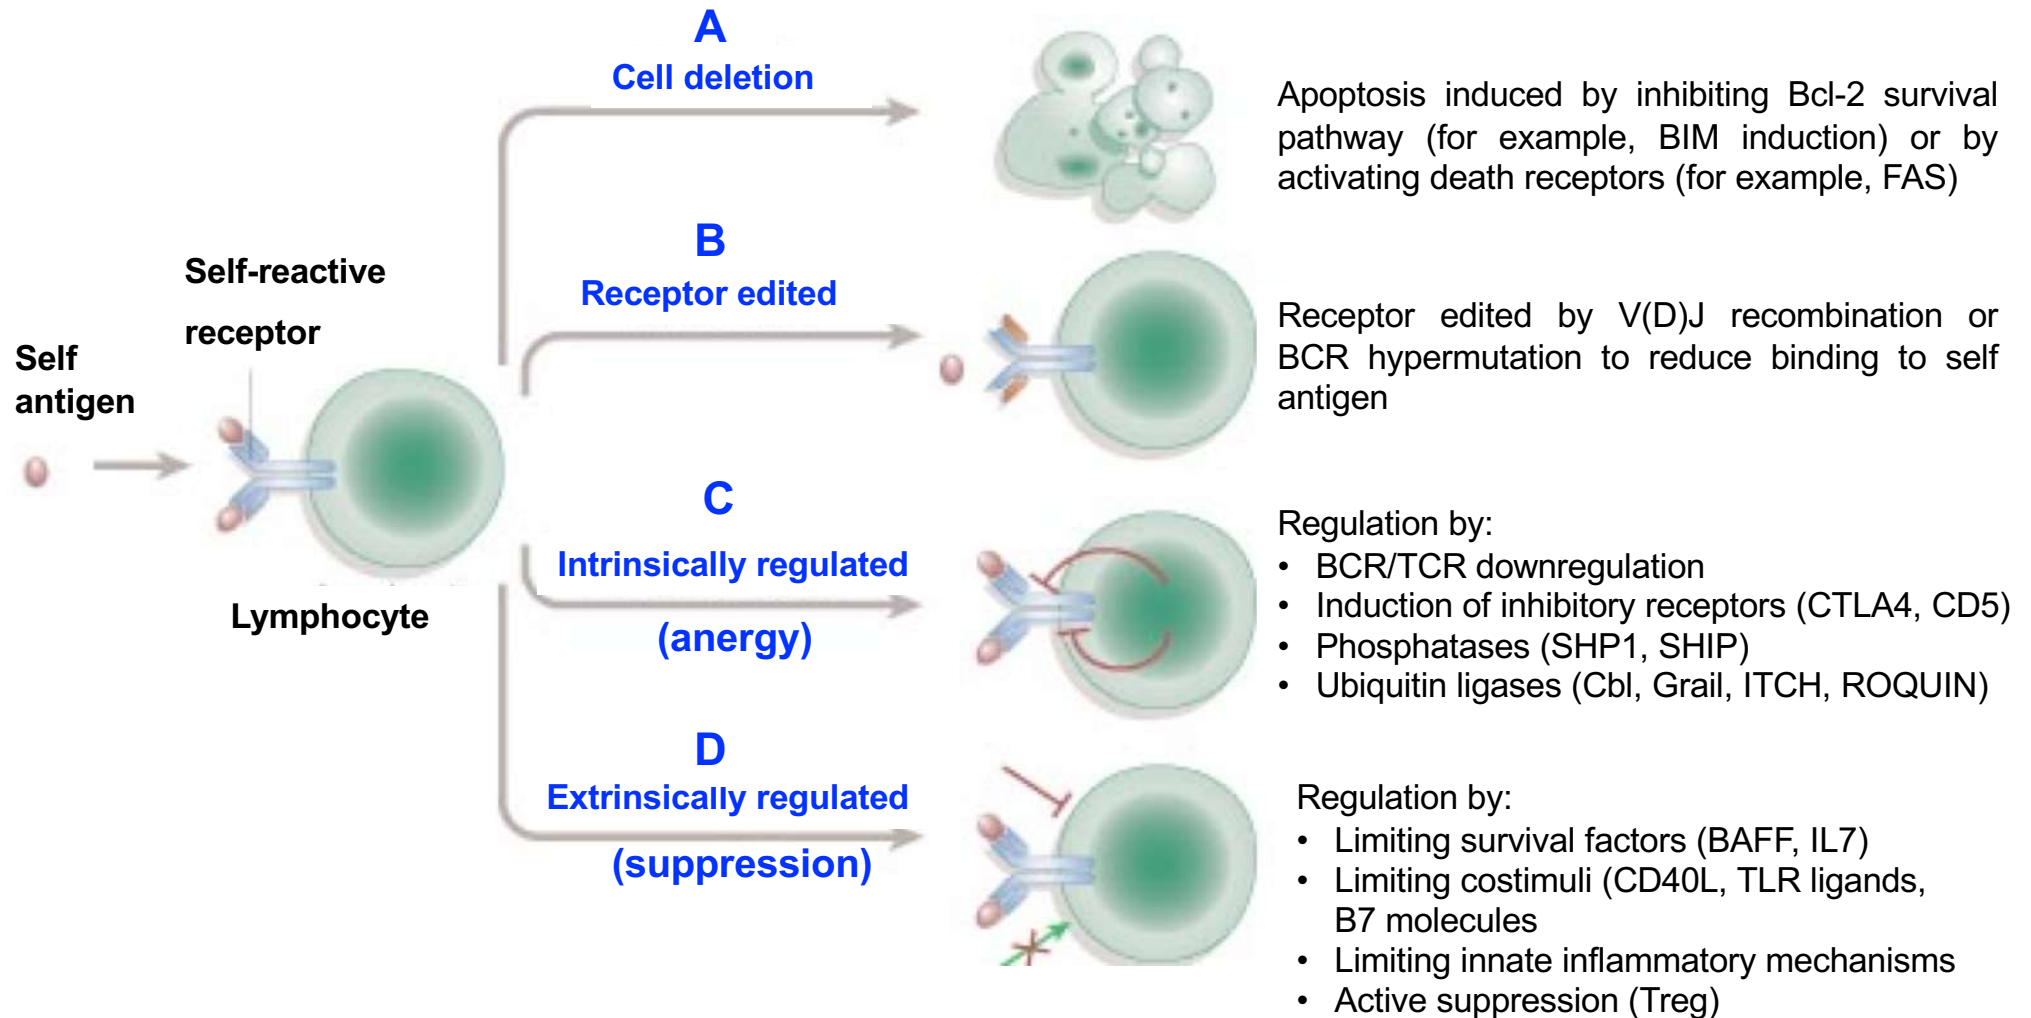 A
Cell deletion
Apoptosis induced by inhibiting Bcl-2 survival
pathway (for example, BIM induction) or by
activating death receptors (for example, FAS)
Self-reactive
receptor
Self
antigen
Lymphocyte
B
Receptor edited
Receptor edited by V(D)J recombination or
BCR hypermutation to reduce binding to self
antigen
C
Intrinsically regulated
(anergy)
Regulation by:
• BCR/TCR downregulation
• Induction of inhibitory receptors (CTLA4, CD5)
• Phosphatases (SHP1, SHIP)
• Ubiquitin ligases (Cbl, Grail, ITCH, ROQUIN)
D
Extrinsically regulated
(suppression)
Regulation by:
• Limiting survival factors (BAFF, IL7)
• Limiting costimuli (CD40L, TLR ligands,
B7 molecules
• Limiting innate inflammatory mechanisms
• Active suppression (Treg)